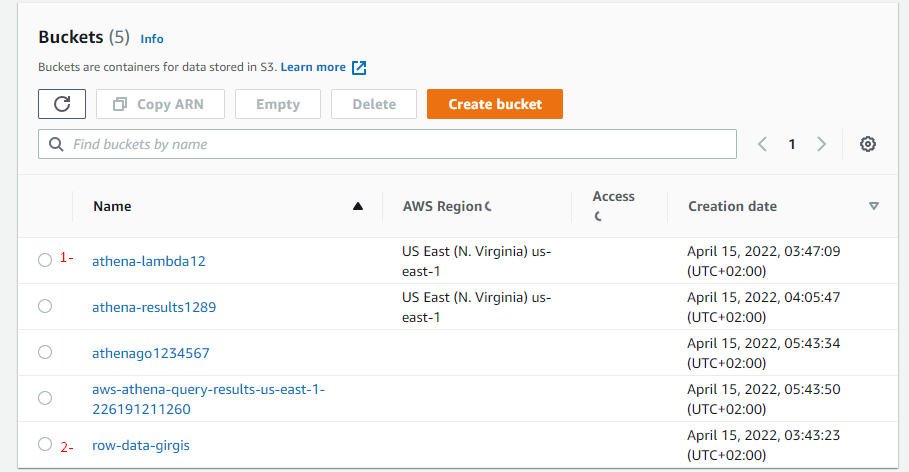 Buckets (5) Info
Buckets are containers for data stored in S3. Learn more
Copy ARN Empty Delete Create bucket
Find buckets by name 1
Name AWS Region Access Creation date
1- athena-lambda12 US East (N. Virginia) us-east-1 April 15, 2022, 03:47:09 (UTC+02:00)
athena-results1289 US East (N. Virginia) us-east-1 April 15, 2022, 04:05:47 (UTC+02:00)
athenago1234567 April 15, 2022, 05:43:34 (UTC+02:00)
aws-athena-query-results-us-east-1-226191211260 April 15, 2022, 05:43:50 (UTC+02:00)
2- row-data-girgis April 15, 2022, 03:43:23 (UTC+02:00)